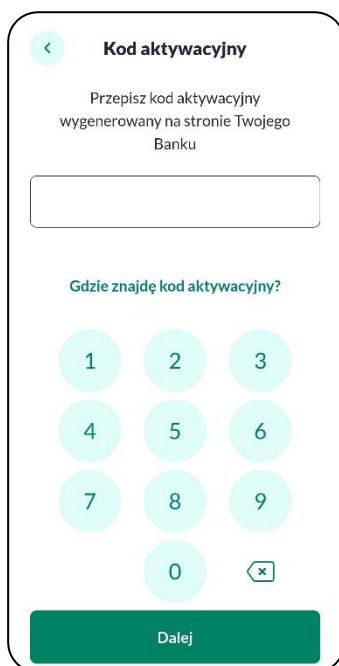 Kod aktywacyjny
Przepisz kod aktywacyjny
wygenerowany na stronie Twojego
Banku
Gdzie znajdę kod aktywacyjny?
1 2 3
4 5 6
7 8 9
0
Dalej